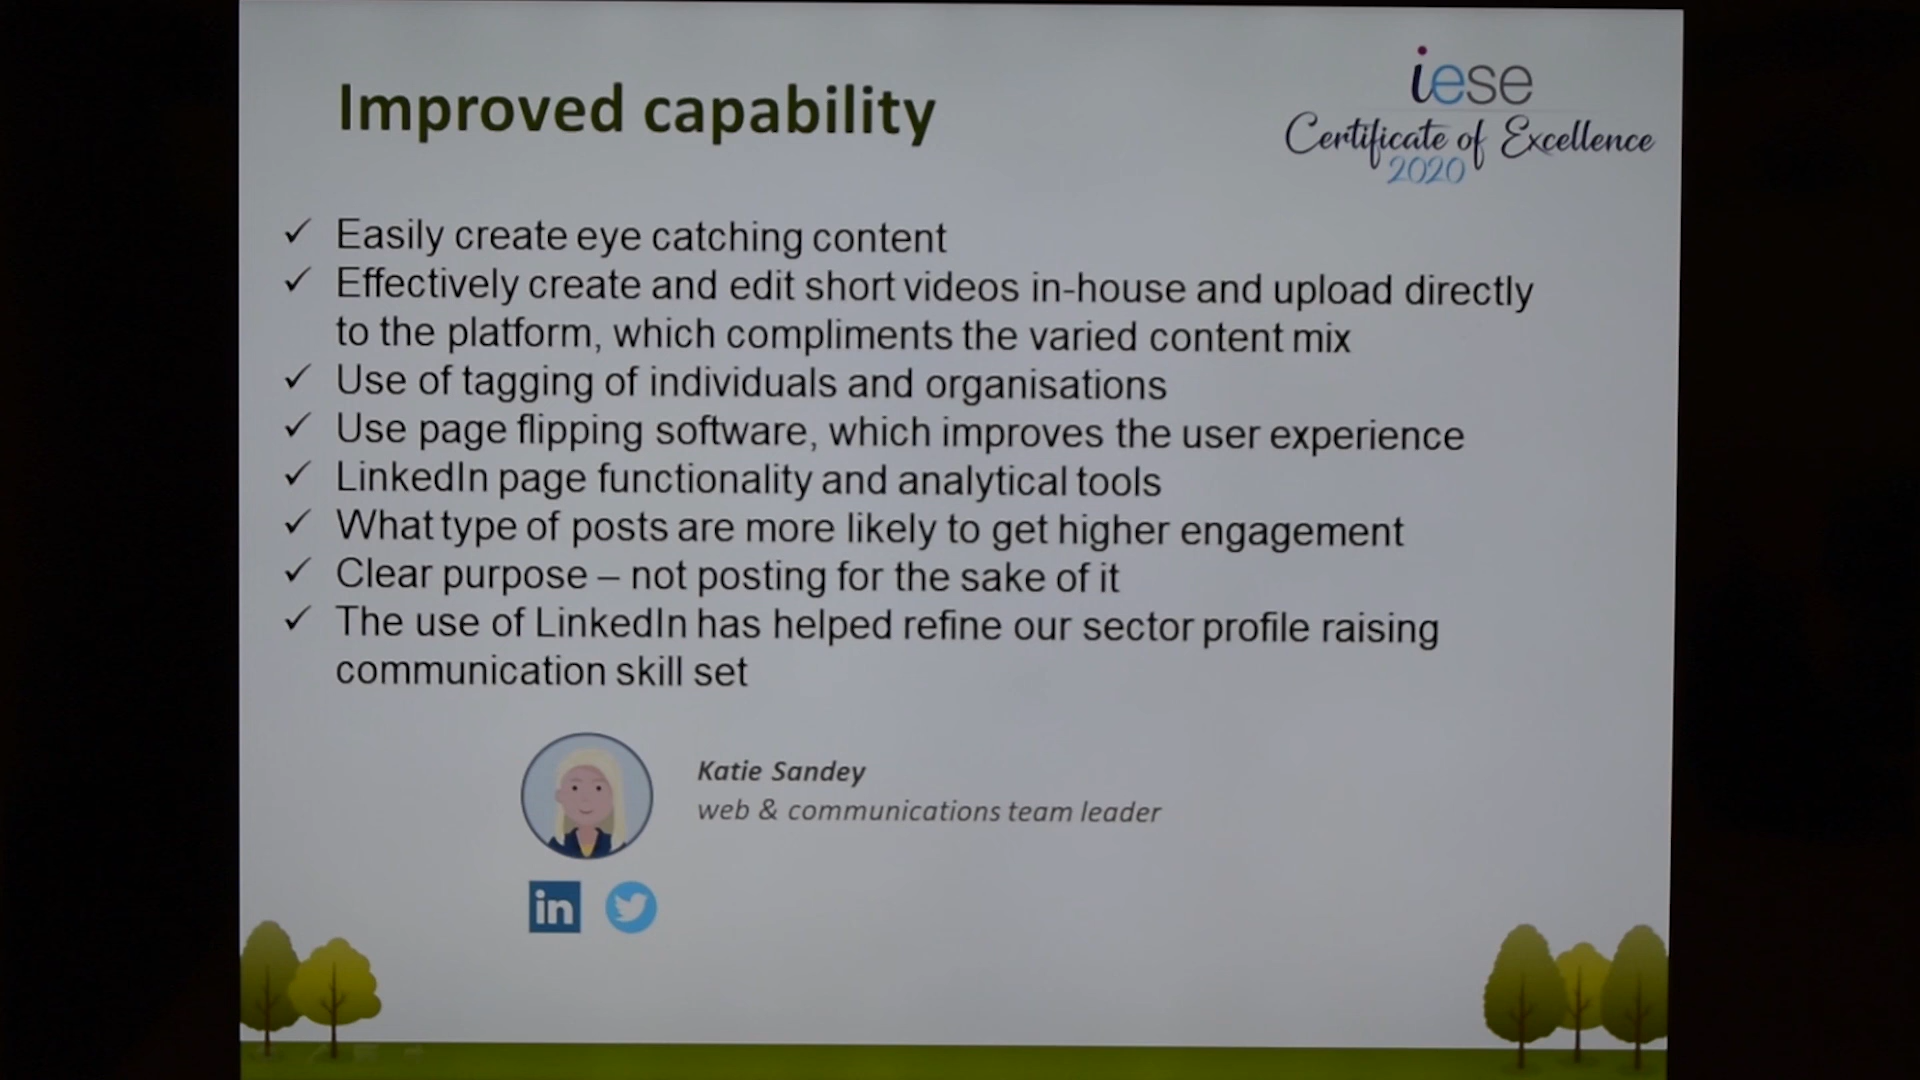 Improved capability
iese
Certificate of Excellence
2020
✓ Easily create eye catching content
✓ Effectively create and edit short videos in-house and upload directly
to the platform, which compliments the varied content mix
✓ Use of tagging of individuals and organisations
✓ Use page flipping software, which improves the user experience
✓ LinkedIn page functionality and analytical tools
✓ What type of posts are more likely to get higher engagement
✓ Clear purpose – not posting for the sake of it
✓ The use of LinkedIn has helped refine our sector profile raising
communication skill set
Katie Sandey
web & communications team leader
in